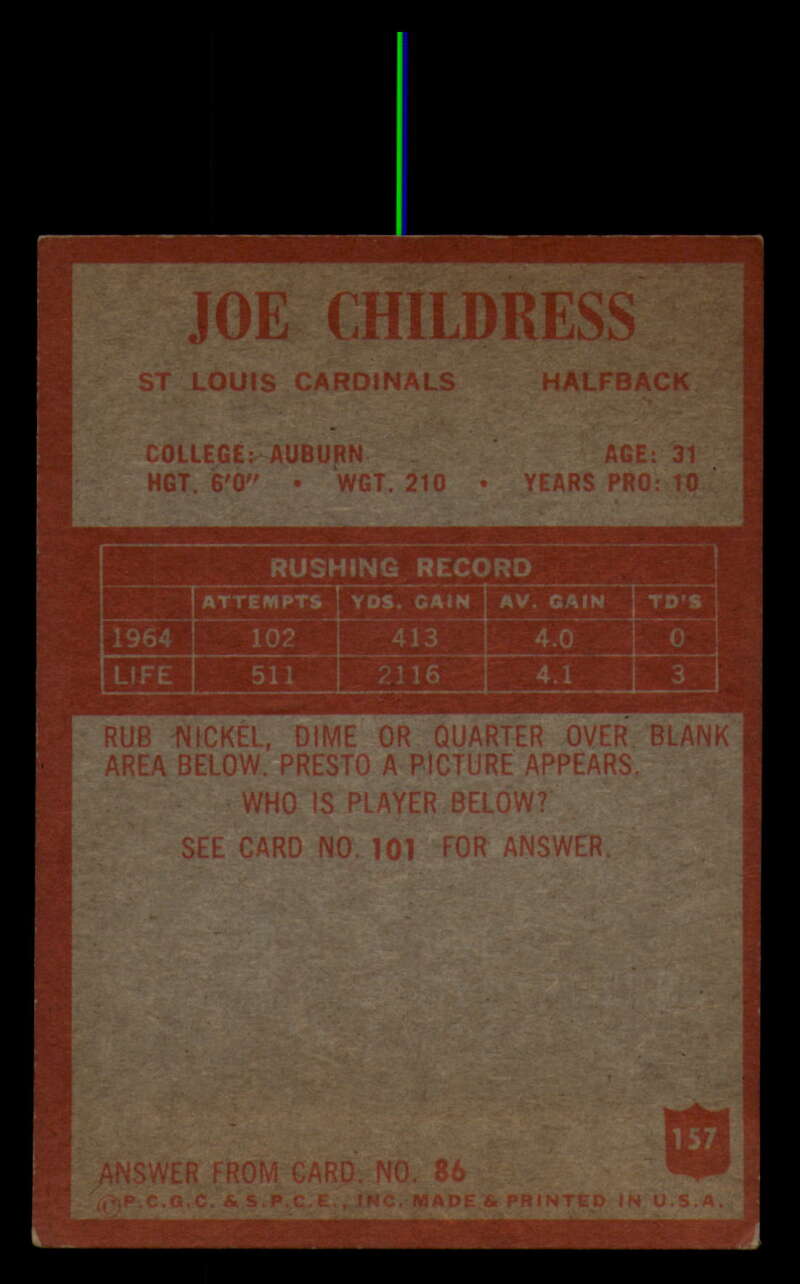 JOE CHILDRESS
ST LOUIS CARDINALS HALFBACK
COLLEGE: AUBURN AGE: 31
HGT. 6'0" • WGT. 210 • YEARS PRO: 10
RUSHING RECORD
ATTEMPTS YDS. GAIN AV. GAIN TD'S
1964 102 413 4.0 0
LIFE 511 2116 4.1 3
RUB NICKEL, DIME OR QUARTER OVER BLANK
AREA BELOW. PRESTO A PICTURE APPEARS.
WHO IS PLAYER BELOW?
SEE CARD NO. 101 FOR ANSWER.
157
ANSWER FROM CARD. NO. 86
©P.C.G.C. & S.P.C.E., INC. MADE & PRINTED IN U.S.A.